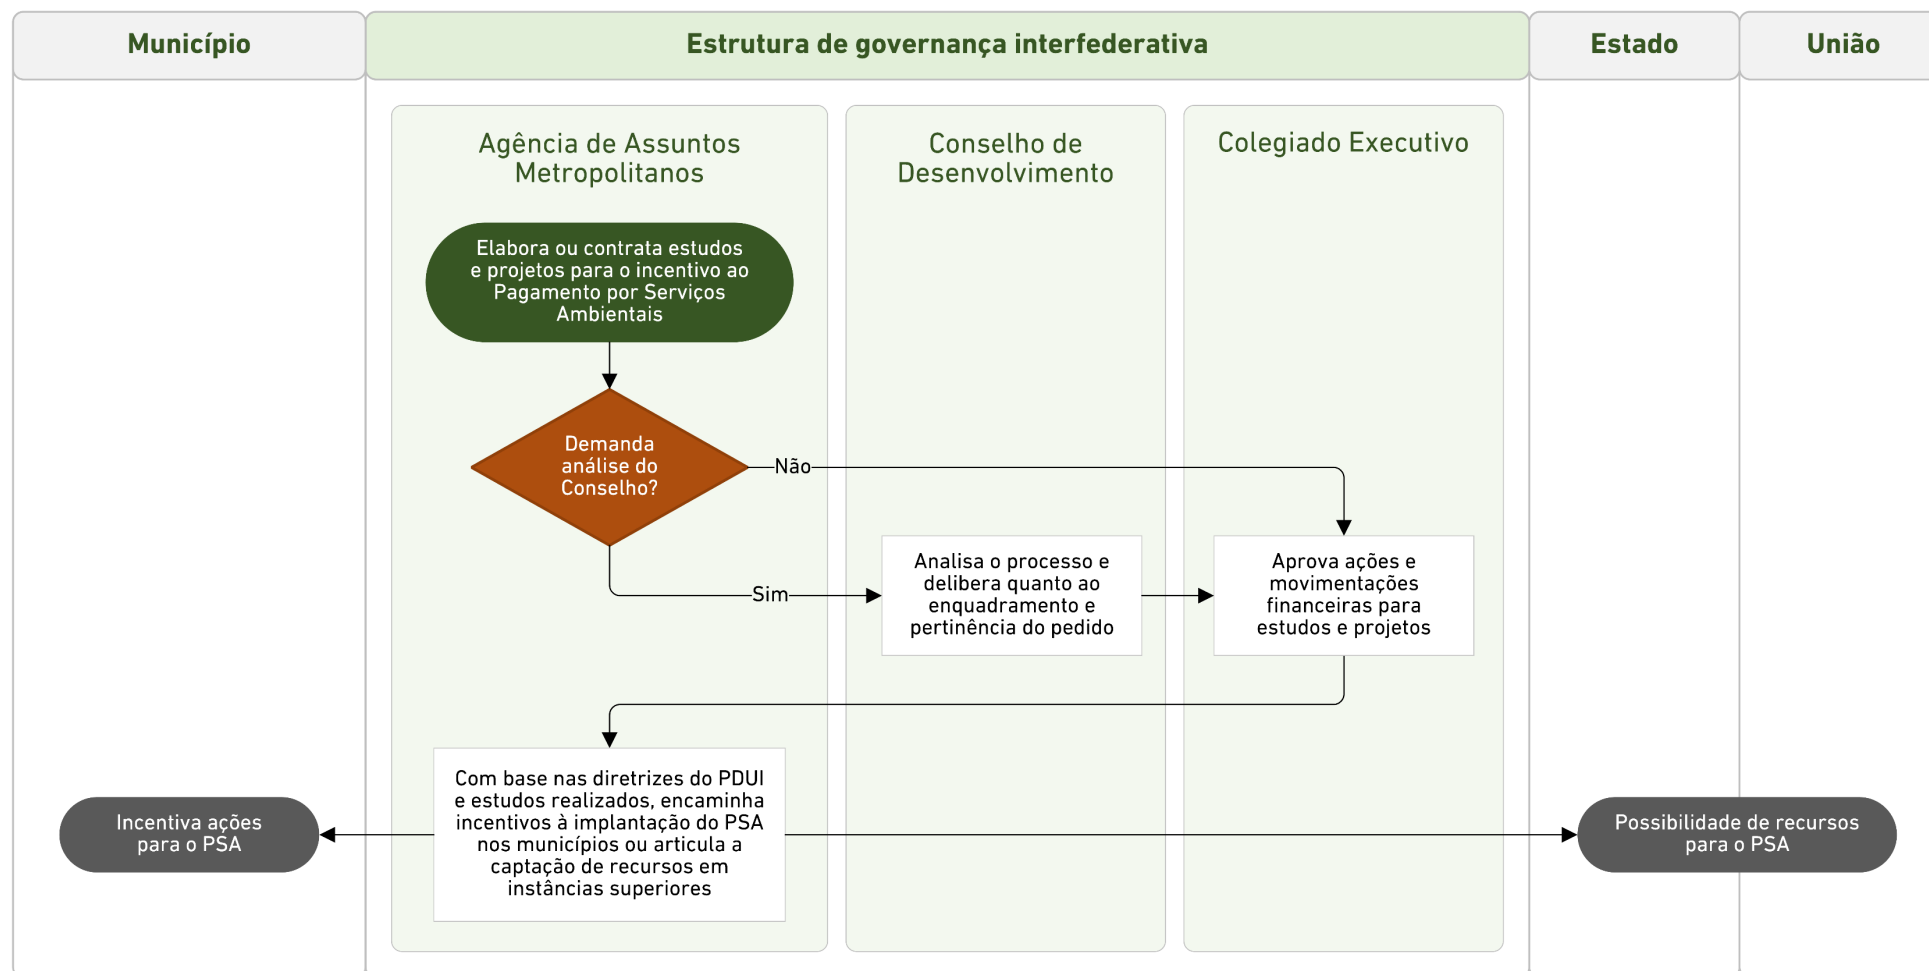 Município
Estrutura de governança interfederativa
Estado
União
Agência de Assuntos
Metropolitanos
Conselho de
Desenvolvimento
Colegiado Executivo
Elabora ou contrata estudos
e projetos para o incentivo ao
Pagamento por Serviços
Ambientais
Demanda
análise do
Conselho?
Não
Sim
Analisa o processo e
delibera quanto ao
enquadramento e
pertinência do pedido
Aprova ações e
movimentações
financeiras para
estudos e projetos
Com base nas diretrizes do PDUI
e estudos realizados, encaminha
incentivos à implantação do PSA
nos municípios ou articula a
captação de recursos em
instâncias superiores
Incentiva ações
para o PSA
Possibilidade de recursos
para o PSA